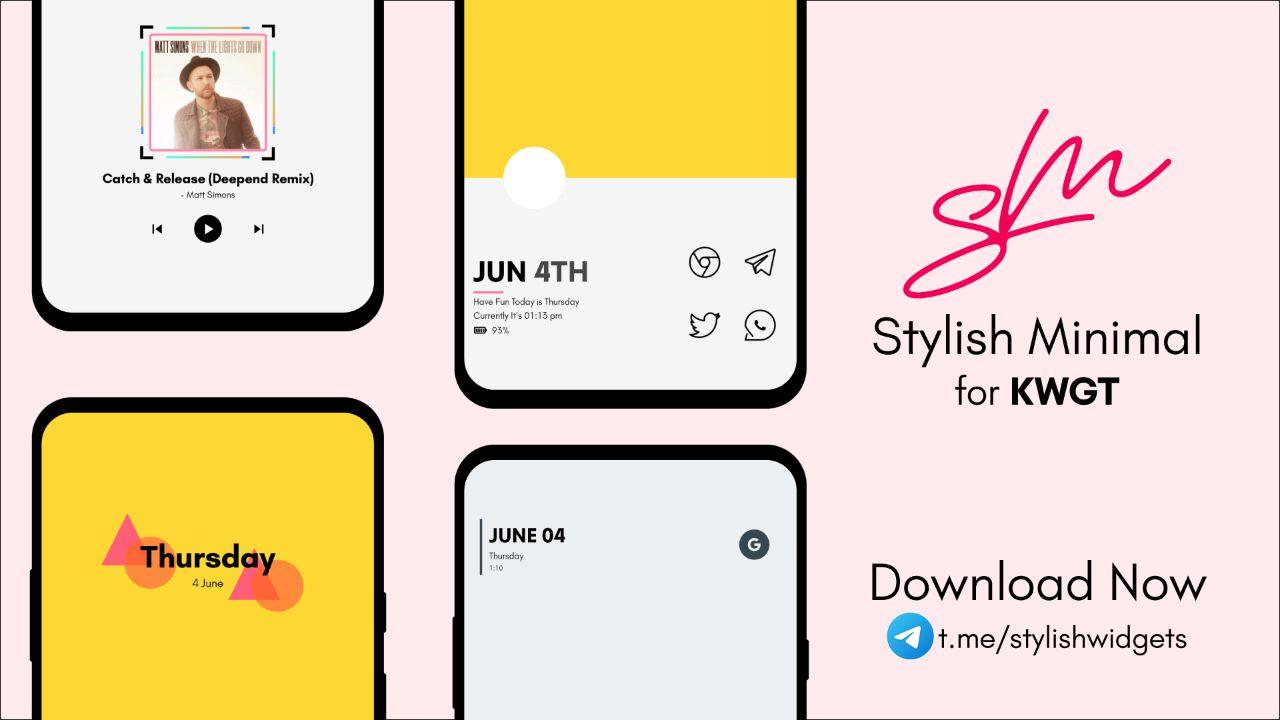 MATT SIMONS WHEN THE LIGHTS GO DOWN
Catch & Release (Deepend Remix)
- Matt Simons
JUN 4TH
Have Fun Today is Thursday
Currently It's 01:13 pm
93%
Thursday
4 June
JUNE 04
Thursday
1:10
G
SM
Stylish Minimal
for KWGT
Download Now
t.me/stylishwidgets